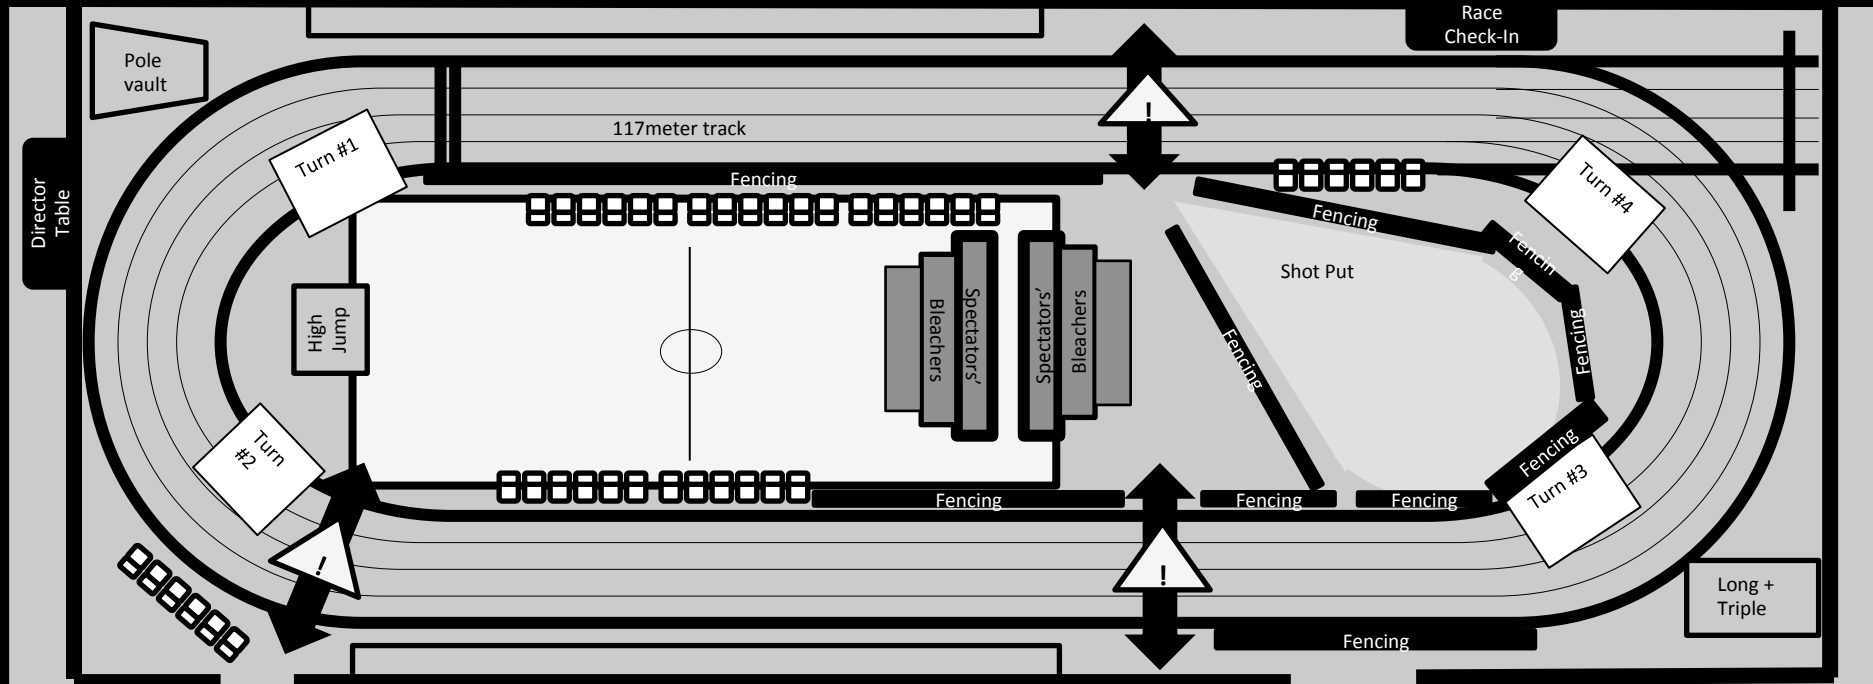 Race
Check-In
Pole
vault
!
117meter track
Turn #1
Fencing
Turn #4
Director
Table
Fencing
Fencin
g
Shot Put
High
Jump
Bleachers
Spectators'
Spectators'
Bleachers
Fencing
Fencing
Turn
#2
Fencing
Turn #3
Fencing
Fencing
Fencing
!
!
Long +
Triple
Fencing